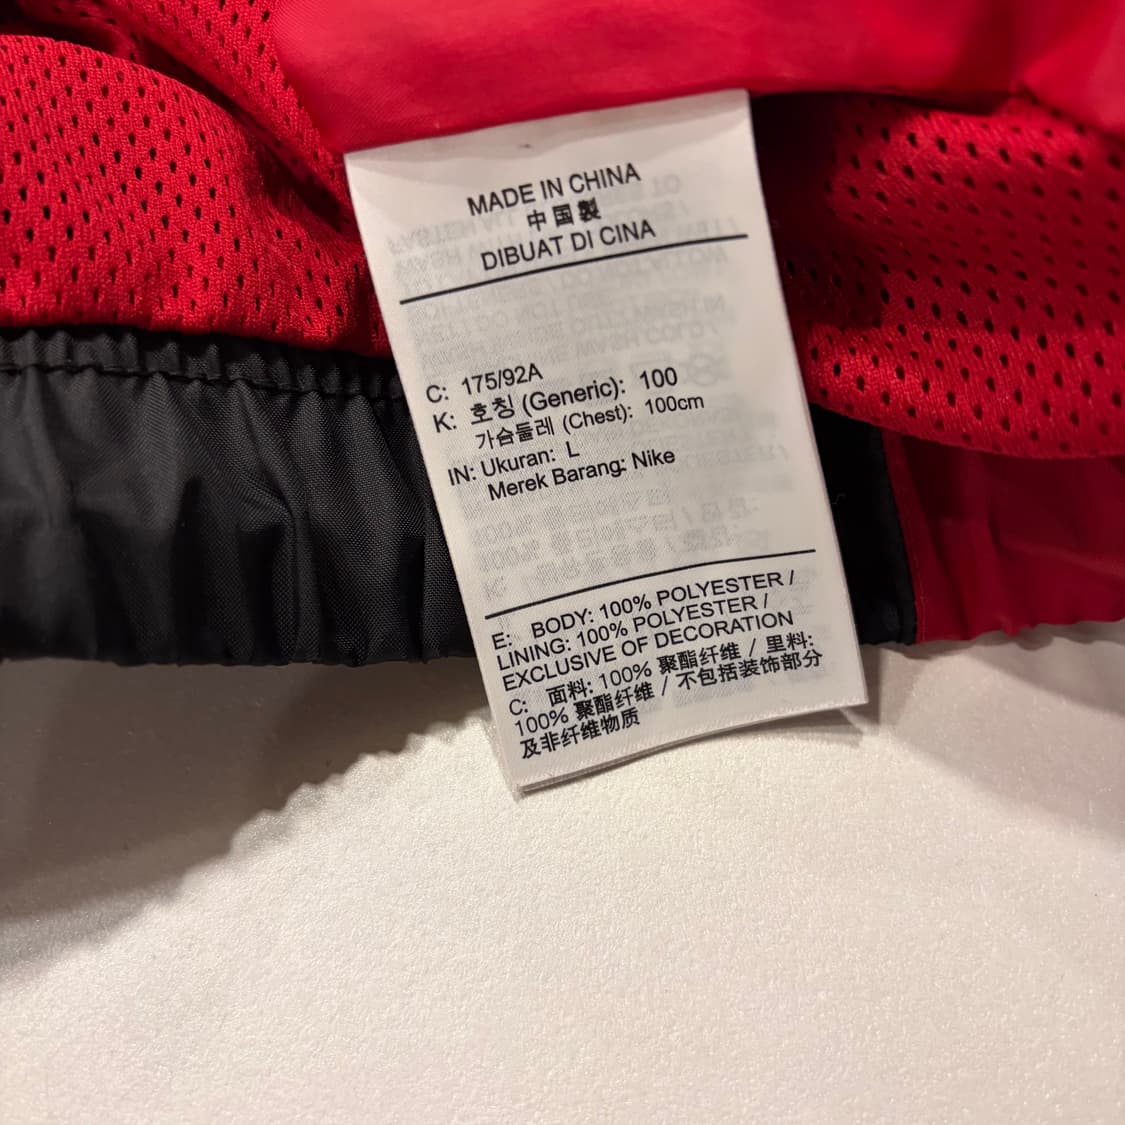 MADE IN CHINA
中国製
DIBUAT DI CINA
C: 175/92A
K: 호칭 (Generic): 100
가슴둘레 (Chest): 100cm
IN: Ukuran: L
Merek Barang: Nike
E: BODY: 100% POLYESTER /
LINING: 100% POLYESTER /
EXCLUSIVE OF DECORATION
C: 面料: 100% 聚酯纤维 / 里料:
100% 聚酯纤维 / 不包括装饰部分
及非纤维物质